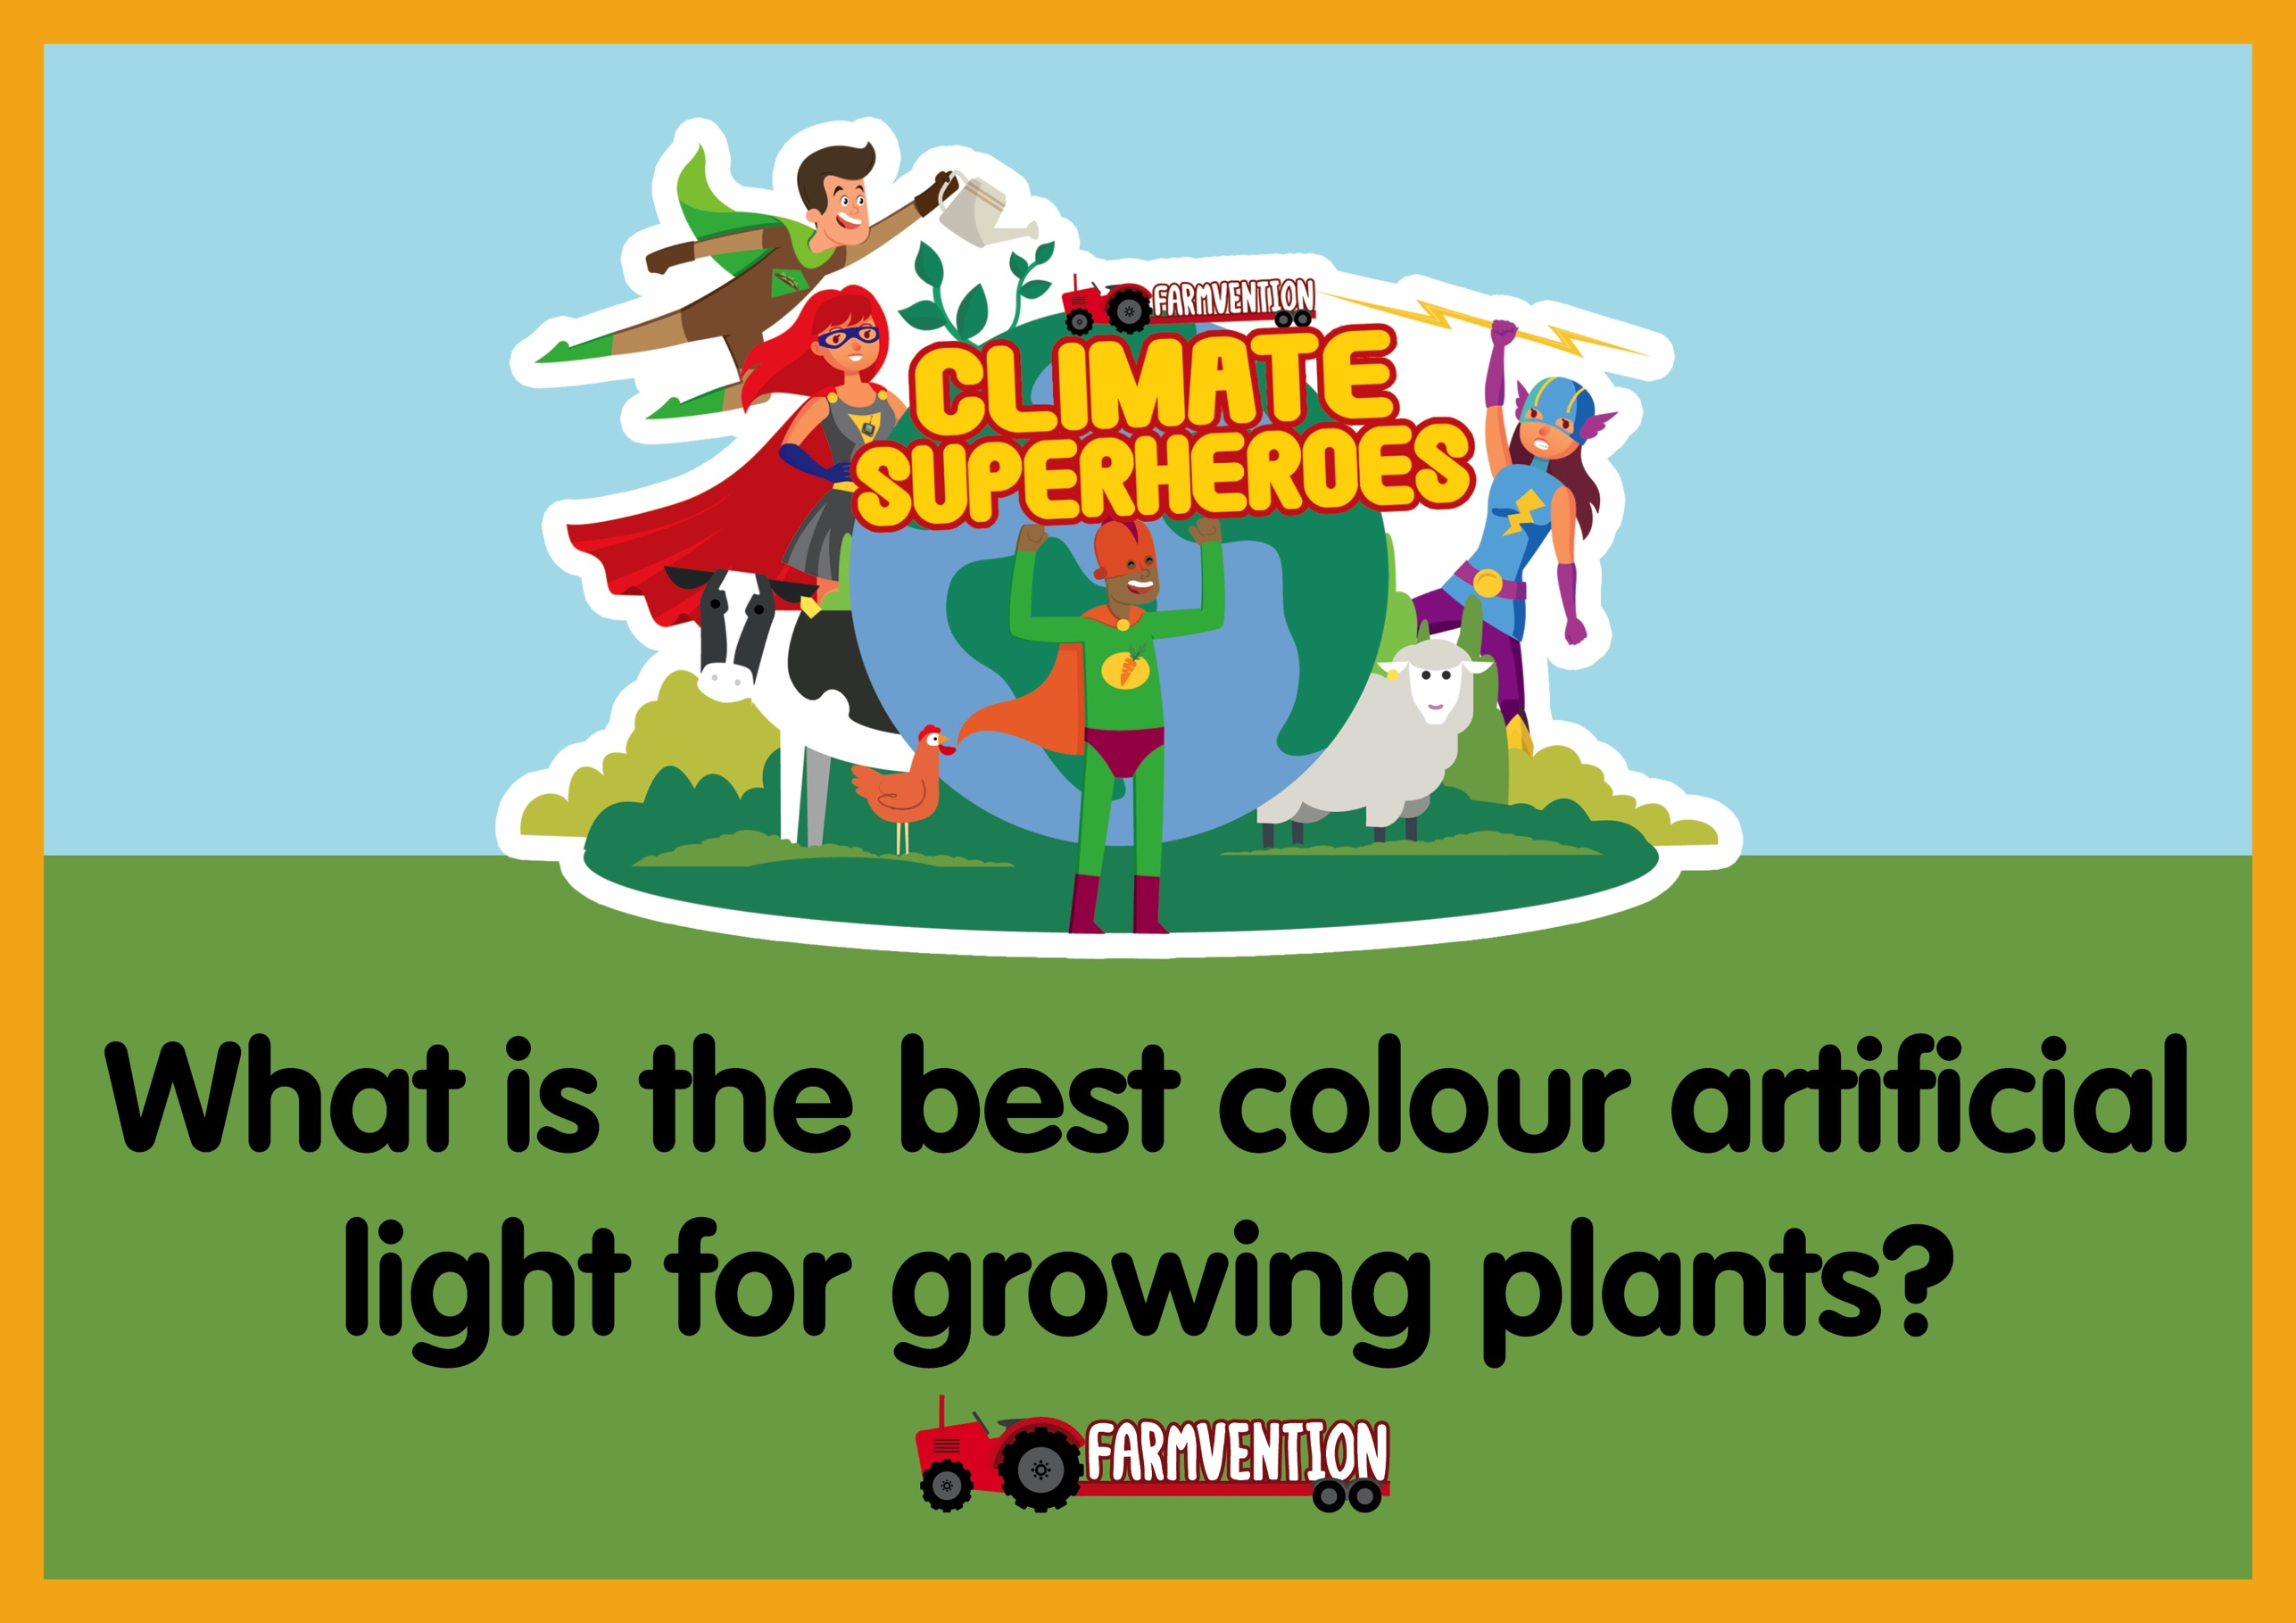 FARMVENTION
CLIMATE
SUPERHEROES
What is the best colour artificial
light for growing plants?
FARMVENTION